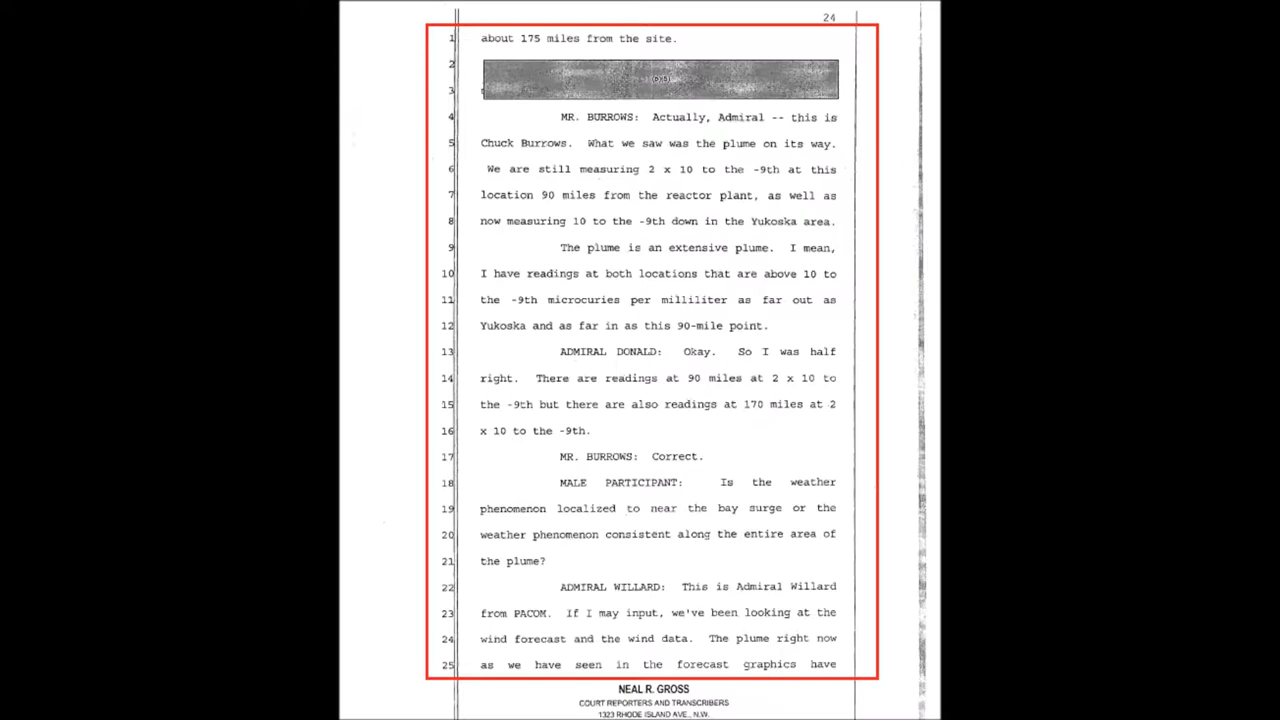 24
1 about 175 miles from the site.
2
(b)(5)
3
4 MR. BURROWS: Actually, Admiral -- this is
5 Chuck Burrows. What we saw was the plume on its way.
6 We are still measuring 2 x 10 to the -9th at this
7 location 90 miles from the reactor plant, as well as
8 now measuring 10 to the -9th down in the Yukoska area.
9 The plume is an extensive plume. I mean,
10 I have readings at both locations that are above 10 to
11 the -9th microcuries per milliliter as far out as
12 Yukoska and as far in as this 90-mile point.
13 ADMIRAL DONALD: Okay. So I was half
14 right. There are readings at 90 miles at 2 x 10 to
15 the -9th but there are also readings at 170 miles at 2
16 x 10 to the -9th.
17 MR. BURROWS: Correct.
18 MALE PARTICIPANT: Is the weather
19 phenomenon localized to near the bay surge or the
20 weather phenomenon consistent along the entire area of
21 the plume?
22 ADMIRAL WILLARD: This is Admiral Willard
23 from PACOM. If I may input, we've been looking at the
24 wind forecast and the wind data. The plume right now
25 as we have seen in the forecast graphics have
NEAL R. GROSS
COURT REPORTERS AND TRANSCRIBERS
1323 RHODE ISLAND AVE., N.W.